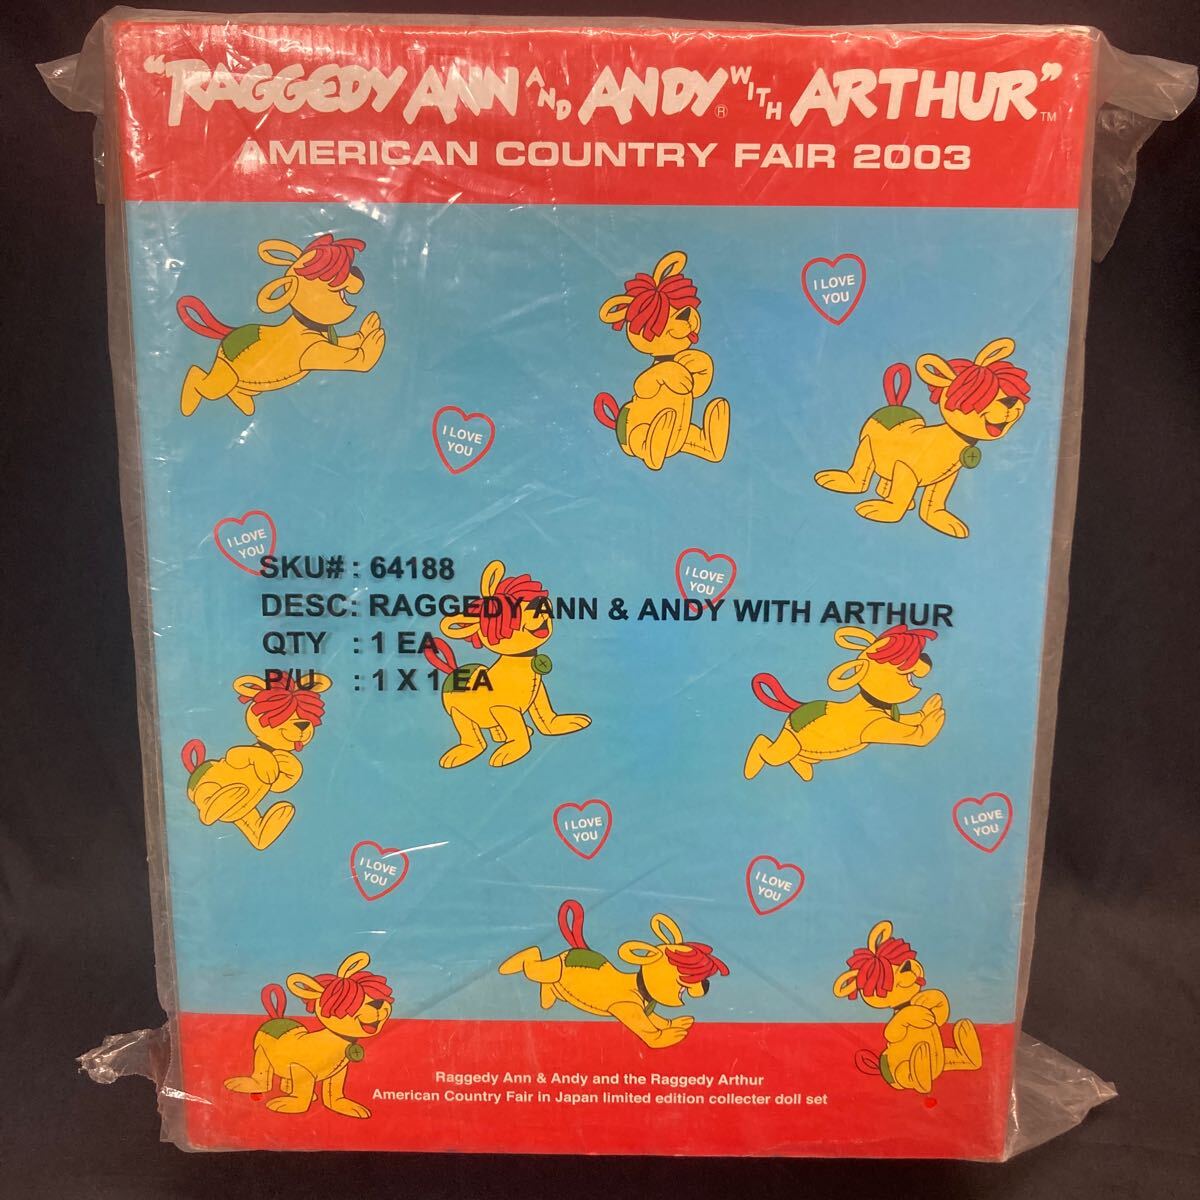 "RAGGEDY ANN AND ANDY® WITH ARTHUR"™
AMERICAN COUNTRY FAIR 2003
I LOVE
YOU
I LOVE
YOU
I LOVE
YOU
I LOVE
YOU
SKU# : 64188
DESC: RAGGEDY ANN & ANDY WITH ARTHUR
QTY : 1 EA
P/U : 1 X 1 EA
I LOVE
YOU
I LOVE
YOU
I LOVE
YOU
I LOVE
YOU
Raggedy Ann & Andy and the Raggedy Arthur
American Country Fair in Japan limited edition collecter doll set